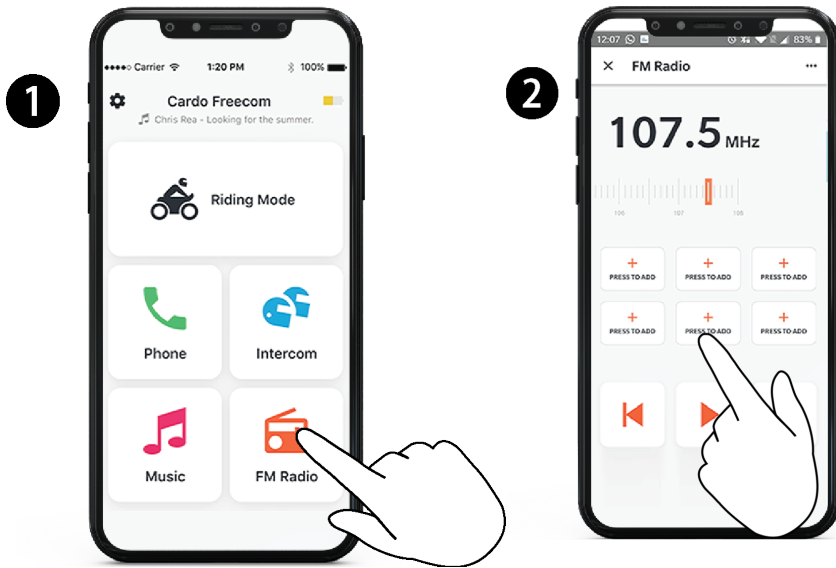 1
●●●●○ Carrier 1:20 PM 100%
Cardo Freecom
Chris Rea - Looking for the summer.
Riding Mode
Phone
Intercom
Music
FM Radio
2
12:07 83%
× FM Radio ...
107.5 MHz
106 107 108
+ + +
PRESS TO ADD PRESS TO ADD PRESS TO ADD
+ + +
PRESS TO ADD PRESS TO ADD PRESS TO ADD